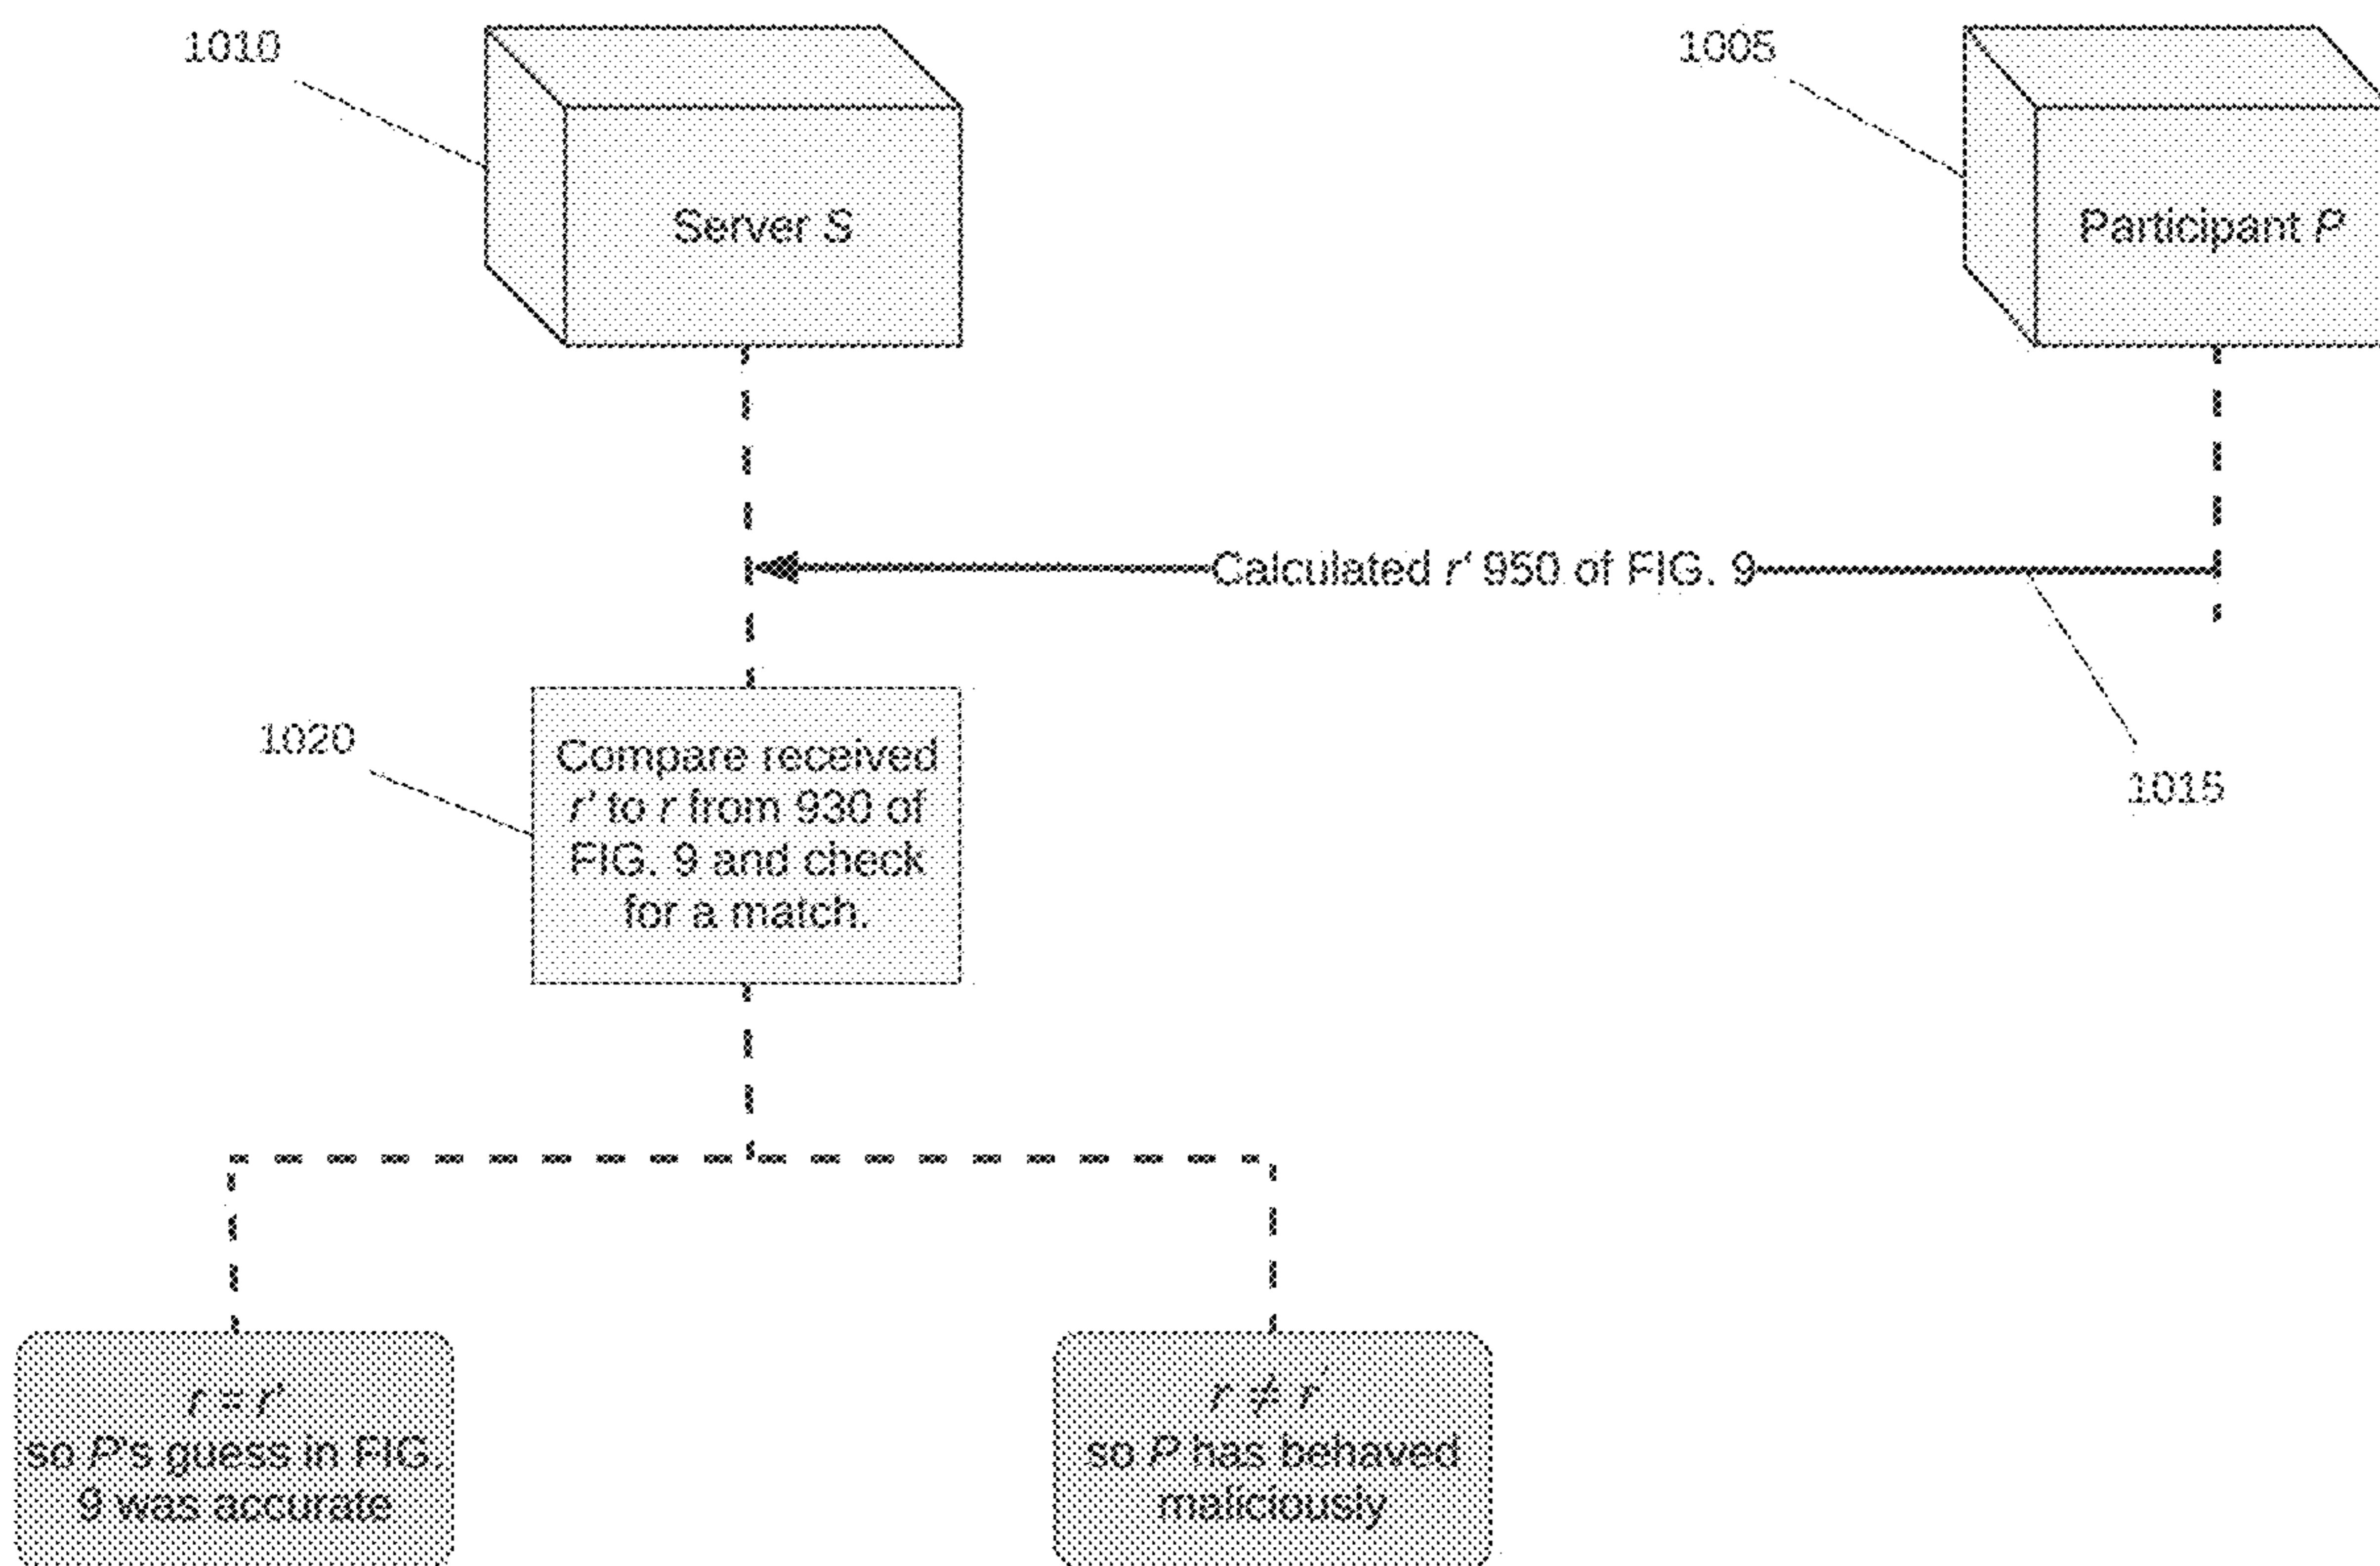 1010
1005
Server S
Participant P
Calculated r' 950 of FIG. 9
1015
1020
Compare received
r' to r from 930 of
FIG. 9 and check
for a match.
r = r'
so P's guess in FIG.
9 was accurate
r ≠ r'
so P has behaved
maliciously